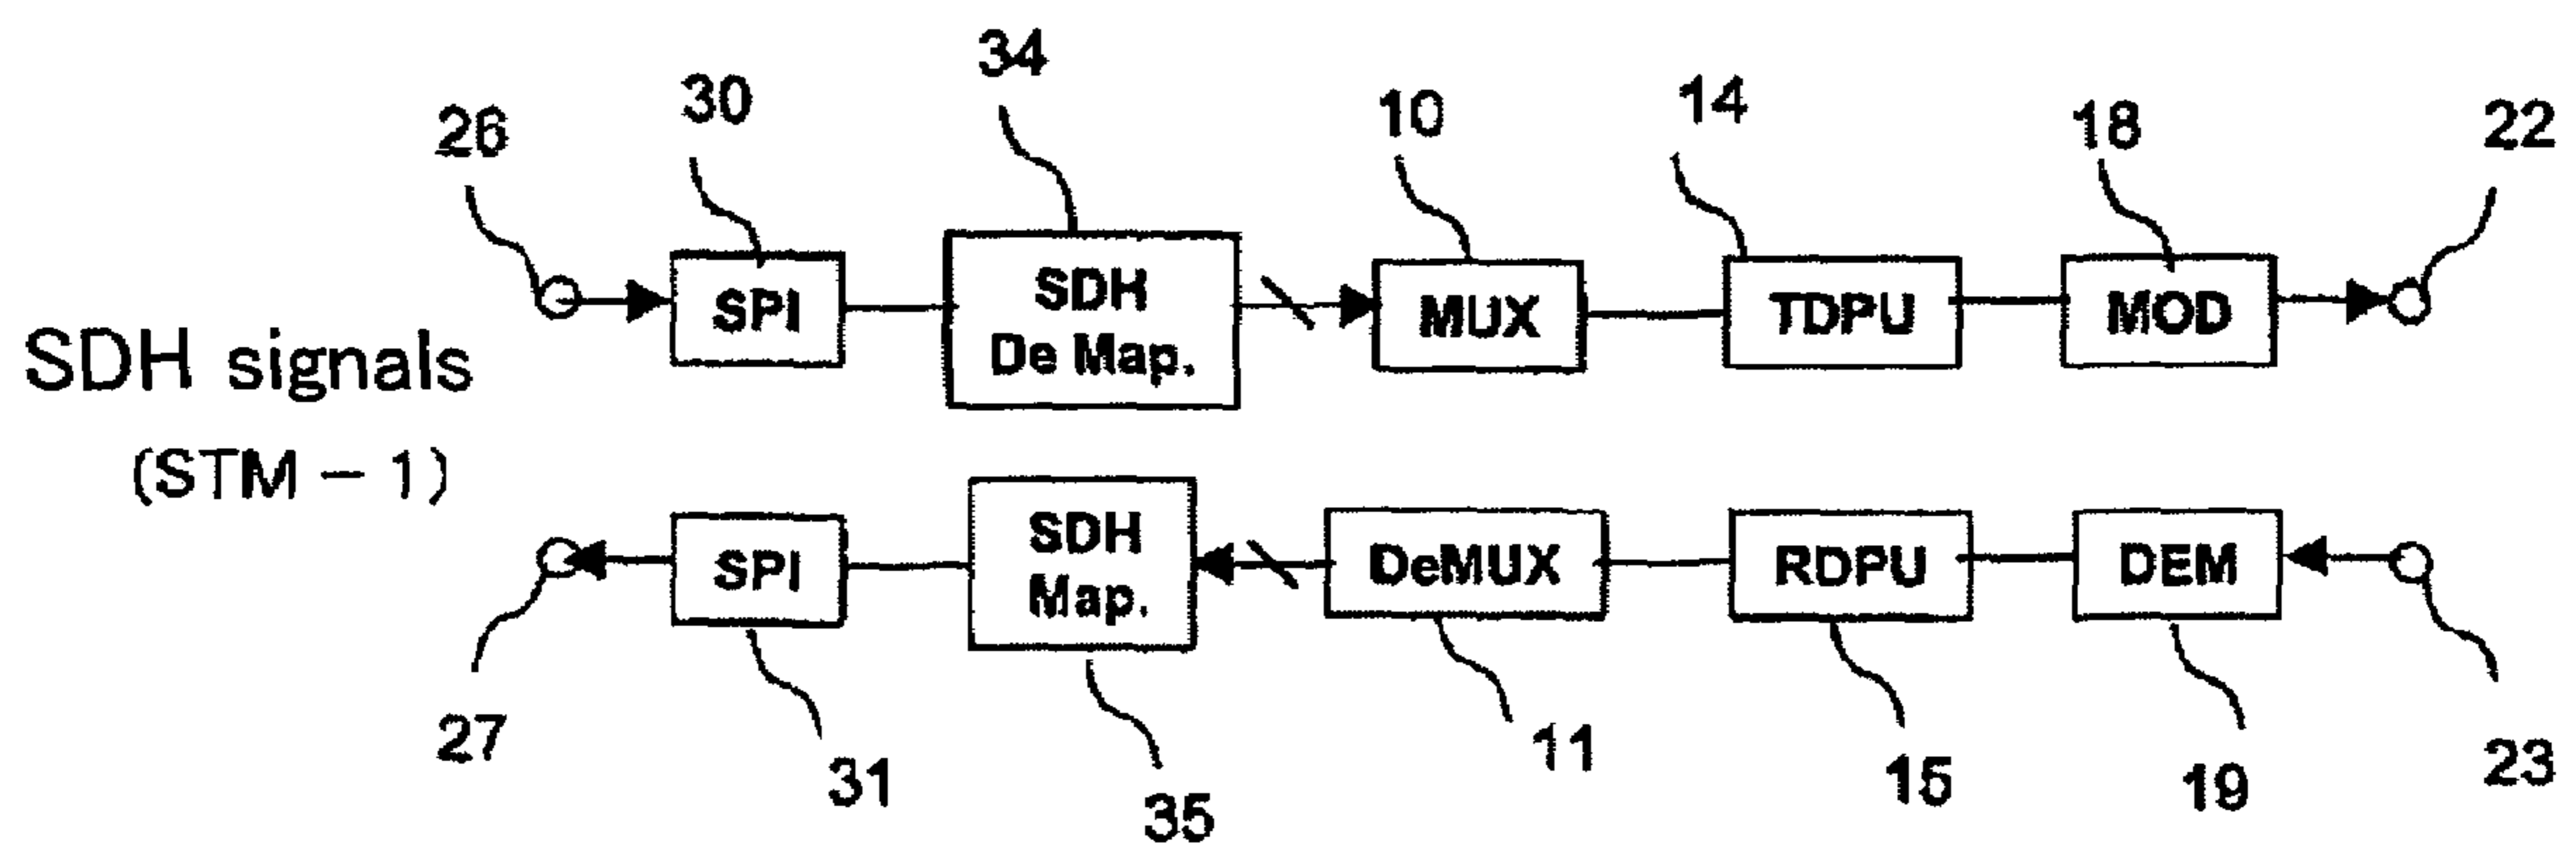 34
30
10
14
18
22
26
SPI
SDH
De Map.
MUX
TDPU
MOD
SDH signals
(STM – 1)
SPI
SDH
Map.
DeMUX
RDPU
DEM
27
31
35
11
15
19
23